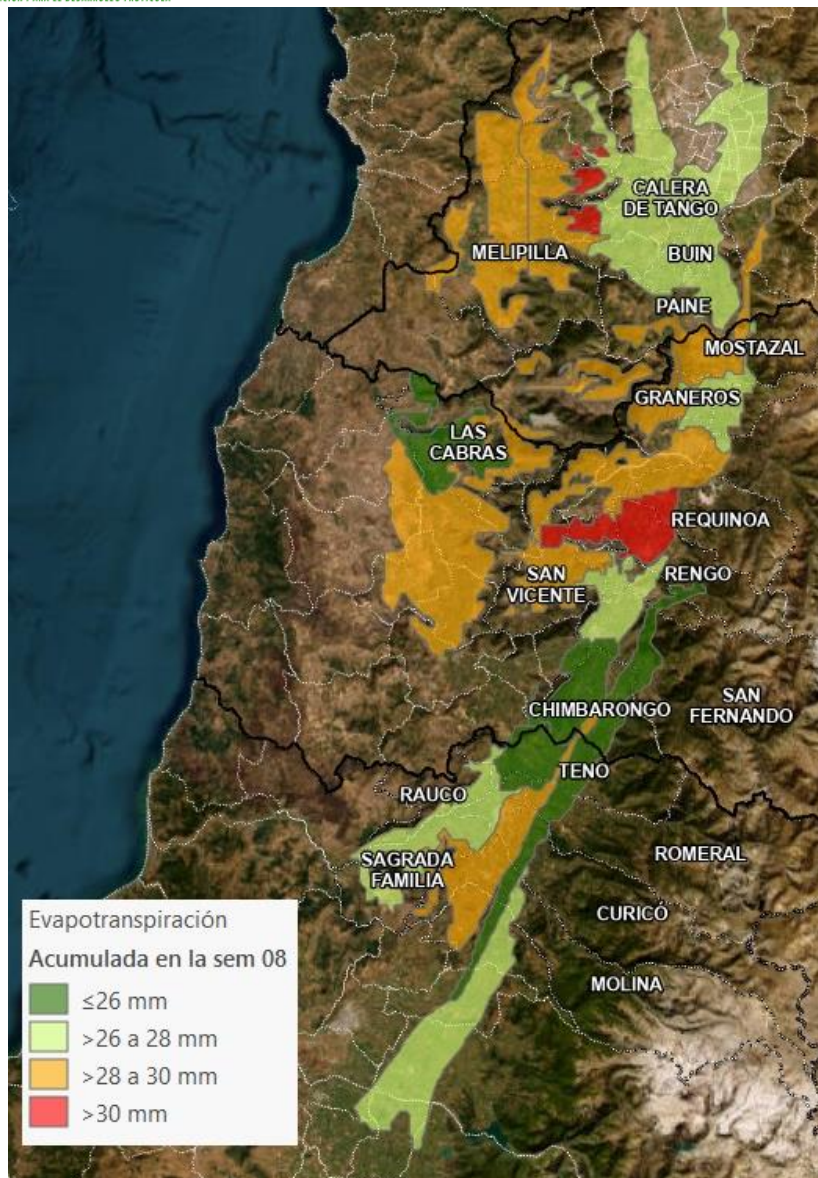 CALERA
DE TANGO
MELIPILLA
BUIN
PAINE
MOSTAZAL
GRANEROS
LAS
CABRAS
REQUINOA
RENGO
SAN
VICENTE
CHIMBARONGO
SAN
FERNANDO
TENO
RAUCO
ROMERAL
SAGRADA
FAMILIA
CURICÓ
MOLINA
Evapotranspiración
Acumulada en la sem 08
≤26 mm
>26 a 28 mm
>28 a 30 mm
>30 mm